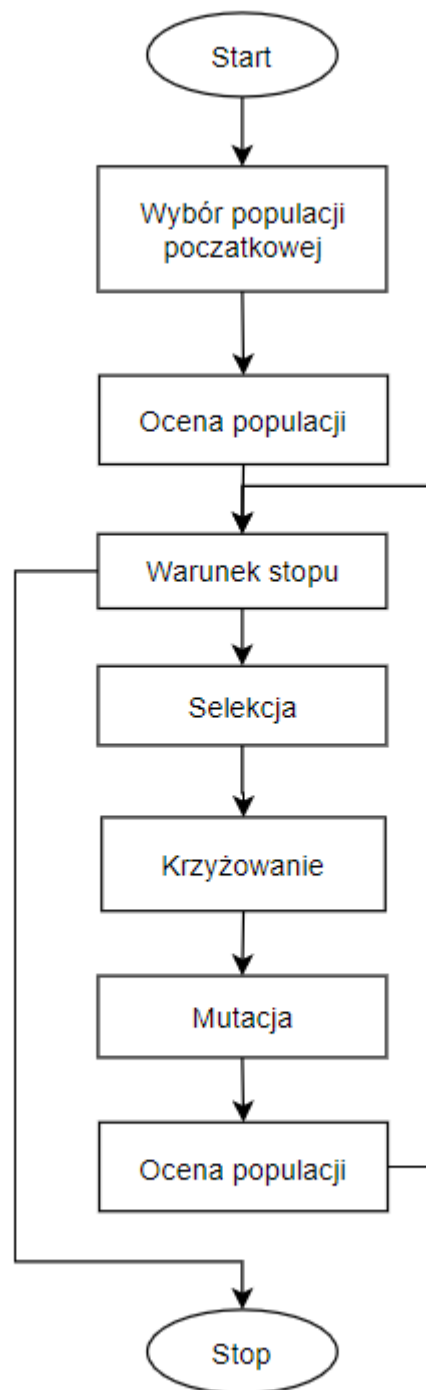 Start
Wybór populacji
poczatkowej
Ocena populacji
Warunek stopu
Selekcja
Krzyżowanie
Mutacja
Ocena populacji
Stop